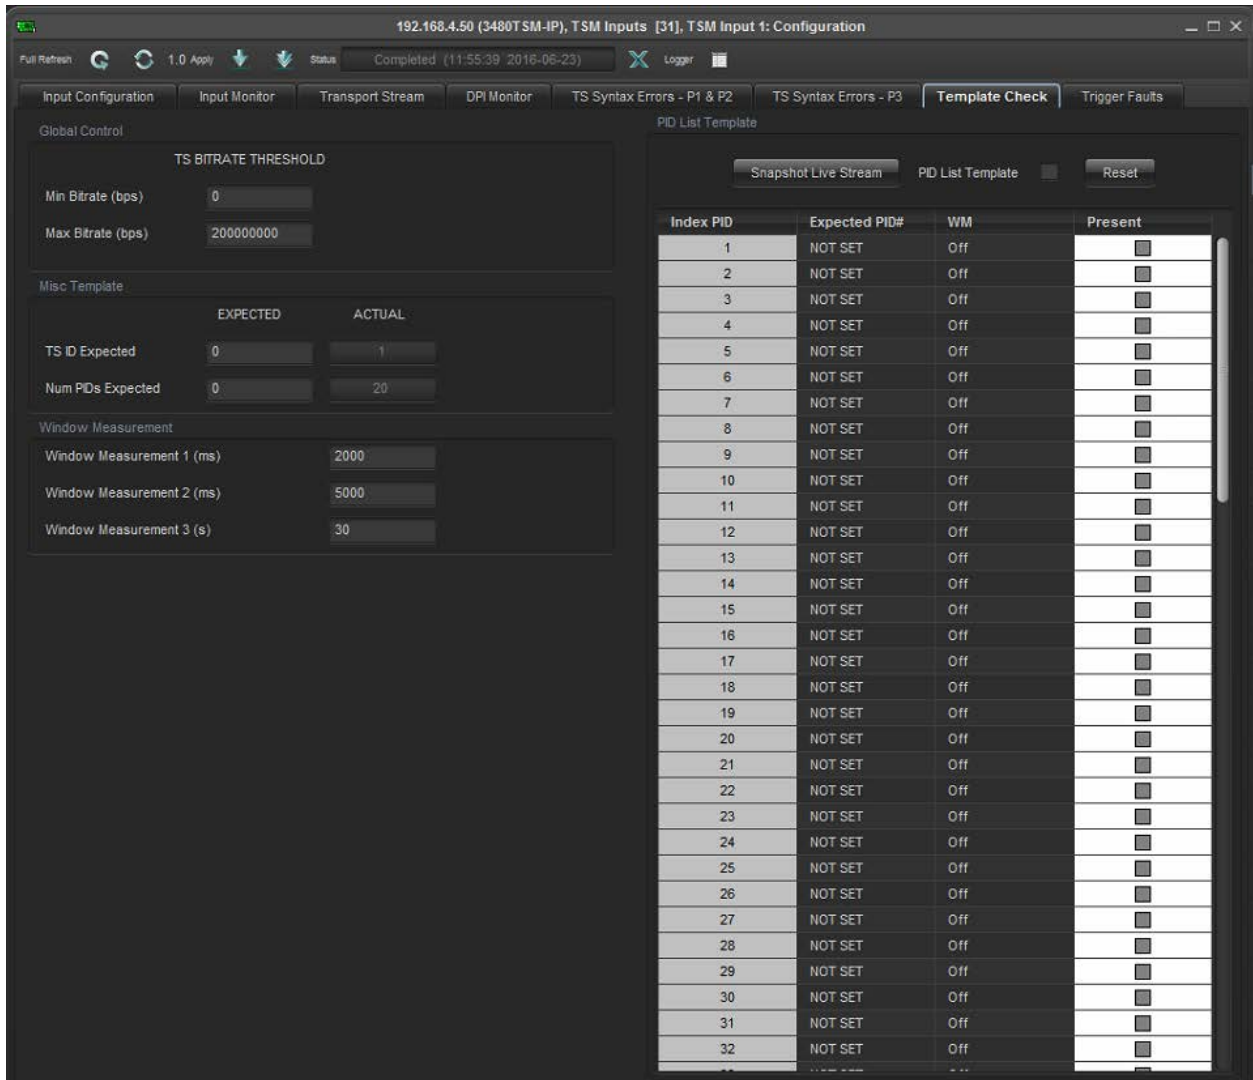 192.168.4.50 (3480TSM-IP), TSM Inputs [31], TSM Input 1: Configuration
Full Refresh 1.0 Apply Status Completed (11:55:39 2016-06-23) Logger
Input Configuration Input Monitor Transport Stream DPI Monitor TS Syntax Errors - P1 & P2 TS Syntax Errors - P3 Template Check Trigger Faults
Global Control
TS BITRATE THRESHOLD
Min Bitrate (bps) 0
Max Bitrate (bps) 200000000
Misc Template
EXPECTED ACTUAL
TS ID Expected 0 1
Num PIDs Expected 0 20
Window Measurement
Window Measurement 1 (ms) 2000
Window Measurement 2 (ms) 5000
Window Measurement 3 (s) 30
PID List Template
Snapshot Live Stream PID List Template Reset
Index PID Expected PID# WM Present
1 NOT SET Off
2 NOT SET Off
3 NOT SET Off
4 NOT SET Off
5 NOT SET Off
6 NOT SET Off
7 NOT SET Off
8 NOT SET Off
9 NOT SET Off
10 NOT SET Off
11 NOT SET Off
12 NOT SET Off
13 NOT SET Off
14 NOT SET Off
15 NOT SET Off
16 NOT SET Off
17 NOT SET Off
18 NOT SET Off
19 NOT SET Off
20 NOT SET Off
21 NOT SET Off
22 NOT SET Off
23 NOT SET Off
24 NOT SET Off
25 NOT SET Off
26 NOT SET Off
27 NOT SET Off
28 NOT SET Off
29 NOT SET Off
30 NOT SET Off
31 NOT SET Off
32 NOT SET Off